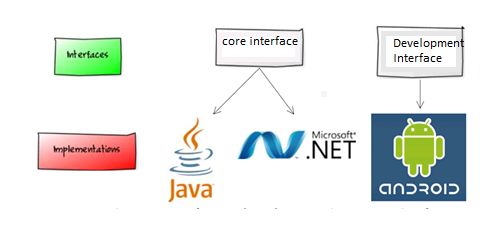 Interfaces
core interface
Development
Interface
Implementations
Java
Microsoft
.NET
ANDROID